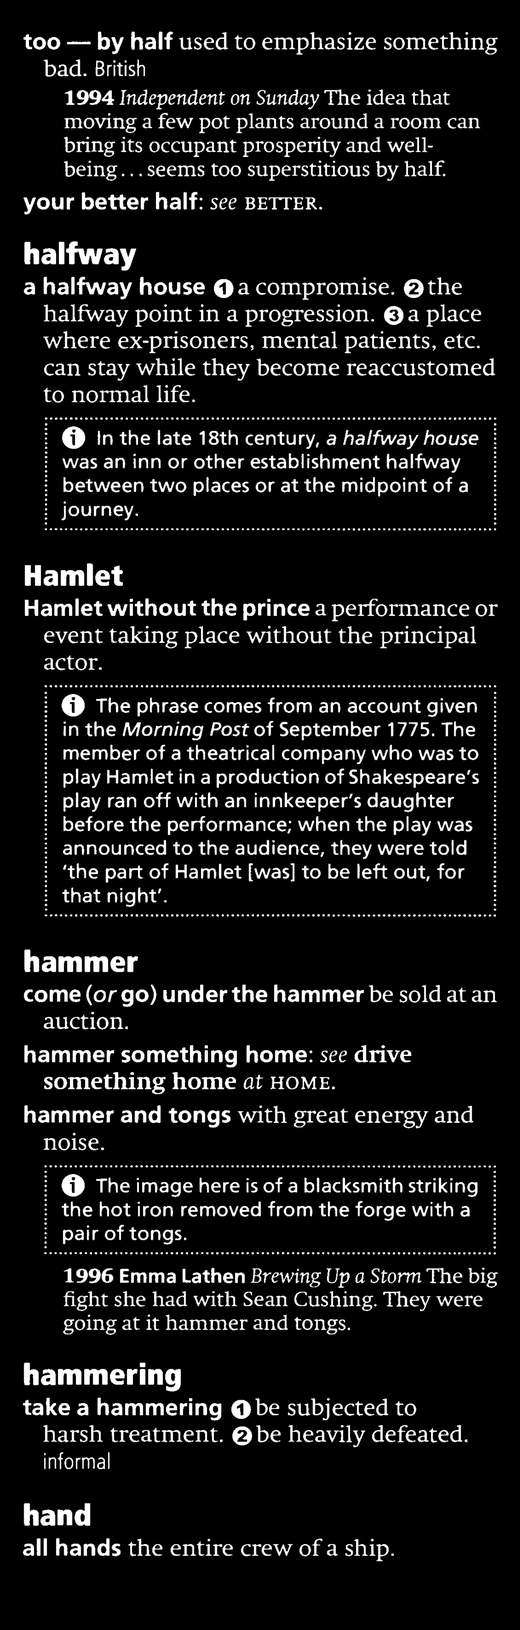 too — by half used to emphasize something
bad. British
1994 Independent on Sunday The idea that
moving a few pot plants around a room can
bring its occupant prosperity and well-
being... seems too superstitious by half.
your better half: see BETTER.
halfway
a halfway house ❶ a compromise. ❷ the
halfway point in a progression. ❸ a place
where ex-prisoners, mental patients, etc.
can stay while they become reaccustomed
to normal life.
ℹ In the late 18th century, a halfway house
was an inn or other establishment halfway
between two places or at the midpoint of a
journey.
Hamlet
Hamlet without the prince a performance or
event taking place without the principal
actor.
ℹ The phrase comes from an account given
in the Morning Post of September 1775. The
member of a theatrical company who was to
play Hamlet in a production of Shakespeare's
play ran off with an innkeeper's daughter
before the performance; when the play was
announced to the audience, they were told
‘the part of Hamlet [was] to be left out, for
that night’.
hammer
come (or go) under the hammer be sold at an
auction.
hammer something home: see drive
something home at HOME.
hammer and tongs with great energy and
noise.
ℹ The image here is of a blacksmith striking
the hot iron removed from the forge with a
pair of tongs.
1996 Emma Lathen Brewing Up a Storm The big
fight she had with Sean Cushing. They were
going at it hammer and tongs.
hammering
take a hammering ❶ be subjected to
harsh treatment. ❷ be heavily defeated.
informal
hand
all hands the entire crew of a ship.